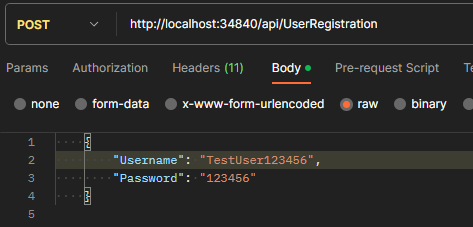 POST http://localhost:34840/api/UserRegistration
Params Authorization Headers (11) Body Pre-request Script
none form-data x-www-form-urlencoded raw binary
1 {
2 "Username": "TestUser123456",
3 "Password": "123456"
4 }
5